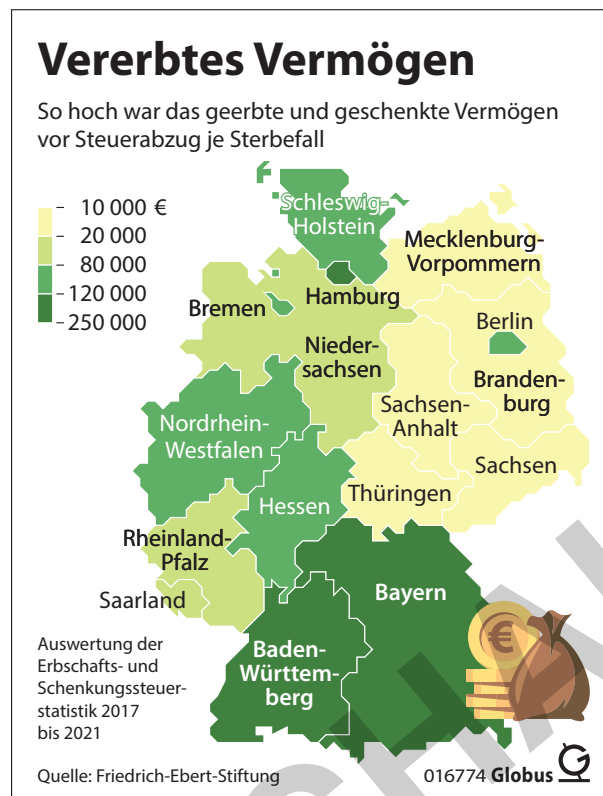 Vererbtes Vermögen
So hoch war das geerbte und geschenkte Vermögen
vor Steuerabzug je Sterbefall
10 000 €
20 000
80 000
120 000
250 000
Schleswig-
Holstein
Mecklenburg-
Vorpommern
Hamburg
Bremen
Berlin
Nieder-
sachsen
Branden-
burg
Sachsen-
Anhalt
Nordrhein-
Westfalen
Sachsen
Thüringen
Hessen
Rheinland-
Pfalz
Saarland
Bayern
Baden-
Württem-
berg
€
Auswertung der
Erbschafts- und
Schenkungssteuer-
statistik 2017
bis 2021
Quelle: Friedrich-Ebert-Stiftung
016774 Globus